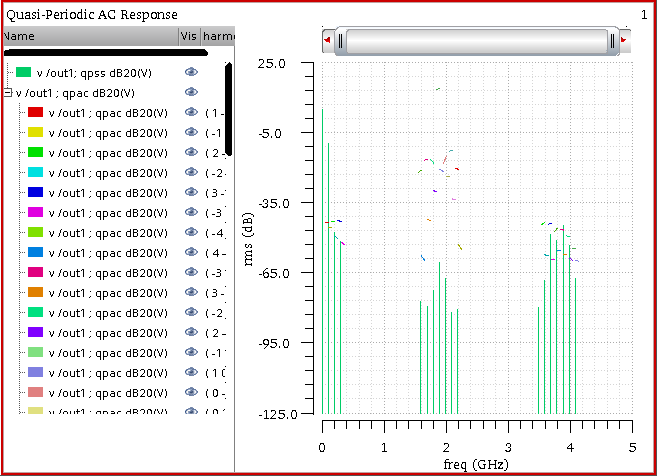 Quasi-Periodic AC Response
1
Name Vis harm
v /out1; qpss dB20(V)
v /out1; qpac dB20(V)
v /out1; qpac dB20(V) (1 -
v /out1; qpac dB20(V) (-1
v /out1; qpac dB20(V) (2 -
v /out1; qpac dB20(V) (-2
v /out1; qpac dB20(V) (3 -
v /out1; qpac dB20(V) (-3
v /out1; qpac dB20(V) (-4
v /out1; qpac dB20(V) (4 -
v /out1; qpac dB20(V) (-3
v /out1; qpac dB20(V) (3 -
v /out1; qpac dB20(V) (-2
v /out1; qpac dB20(V) (2 -
v /out1; qpac dB20(V) (-1
v /out1; qpac dB20(V) (1 0
v /out1; qpac dB20(V) (0 -
v /out1; qpac dB20(V)
rms (dB)
25.0
-5.0
-35.0
-65.0
-95.0
-125.0
0 1 2 3 4 5
freq (GHz)